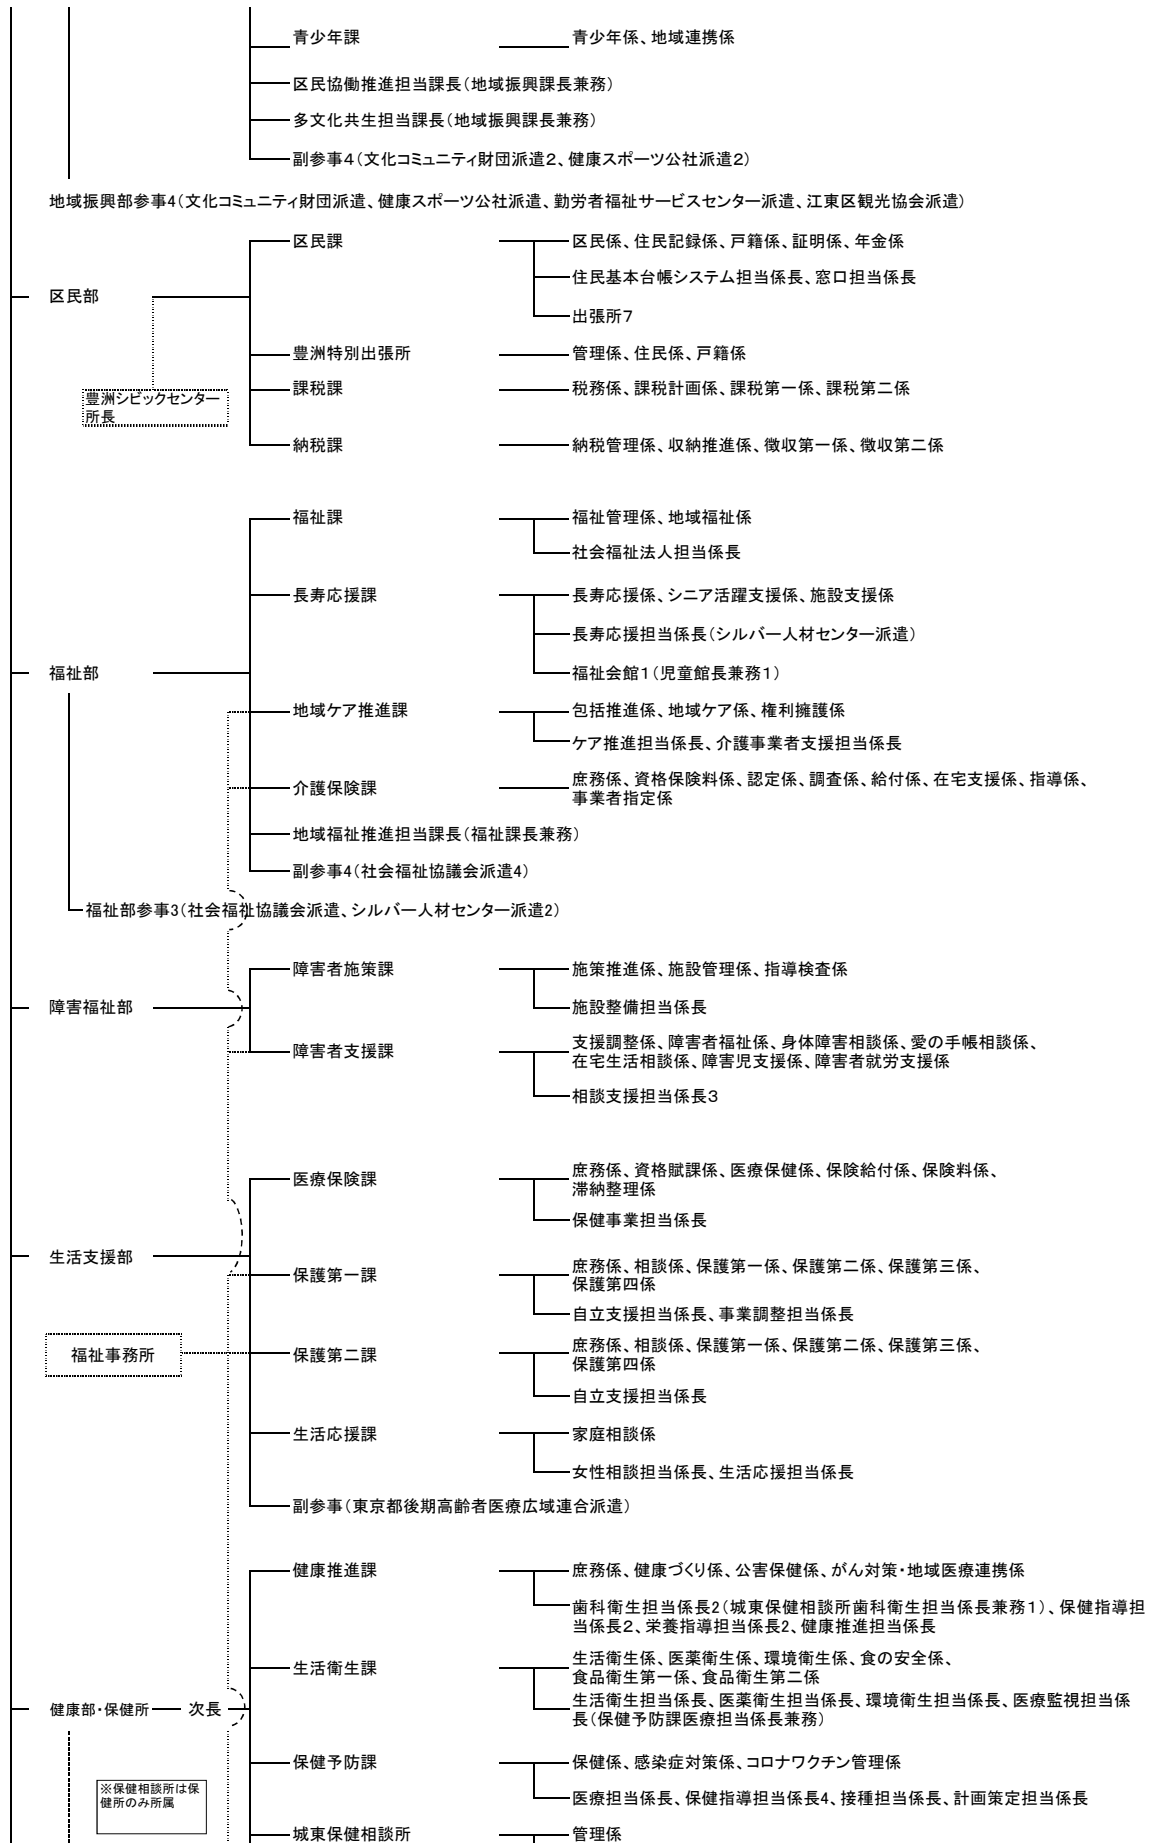 青少年課 青少年係、地域連携係
区民協働推進担当課長（地域振興課長兼務）
多文化共生担当課長（地域振興課長兼務）
副参事4（文化コミュニティ財団派遣２、健康スポーツ公社派遣２）
地域振興部参事4（文化コミュニティ財団派遣、健康スポーツ公社派遣、勤労者福祉サービスセンター派遣、江東区観光協会派遣）
区民課 区民係、住民記録係、戸籍係、証明係、年金係
住民基本台帳システム担当係長、窓口担当係長
区民部
出張所７
豊洲特別出張所 管理係、住民係、戸籍係
課税課 税務係、課税計画係、課税第一係、課税第二係
豊洲シビックセンター
所長
納税課 納税管理係、収納推進係、徴収第一係、徴収第二係
福祉課 福祉管理係、地域福祉係
社会福祉法人担当係長
長寿応援課 長寿応援係、シニア活躍支援係、施設支援係
長寿応援担当係長（シルバー人材センター派遣）
福祉部 福祉会館１（児童館長兼務１）
地域ケア推進課 包括推進係、地域ケア係、権利擁護係
ケア推進担当係長、介護事業者支援担当係長
介護保険課 庶務係、資格保険料係、認定係、調査係、給付係、在宅支援係、指導係、
事業者指定係
地域福祉推進担当課長（福祉課長兼務）
副参事4（社会福祉協議会派遣4）
福祉部参事3（社会福祉協議会派遣、シルバー人材センター派遣2）
障害者施策課 施策推進係、施設管理係、指導検査係
障害福祉部 施設整備担当係長
障害者支援課 支援調整係、障害者福祉係、身体障害相談係、愛の手帳相談係、
在宅生活相談係、障害児支援係、障害者就労支援係
相談支援担当係長３
医療保険課 庶務係、資格賦課係、医療保健係、保険給付係、保険料係、
滞納整理係
保健事業担当係長
生活支援部
保護第一課 庶務係、相談係、保護第一係、保護第二係、保護第三係、
保護第四係
自立支援担当係長、事業調整担当係長
福祉事務所 保護第二課 庶務係、相談係、保護第一係、保護第二係、保護第三係、
保護第四係
自立支援担当係長
生活応援課 家庭相談係
女性相談担当係長、生活応援担当係長
副参事（東京都後期高齢者医療広域連合派遣）
健康推進課 庶務係、健康づくり係、公害保健係、がん対策・地域医療連携係
歯科衛生担当係長2（城東保健相談所歯科衛生担当係長兼務１）、保健指導担
当係長２、栄養指導担当係長2、健康推進担当係長
生活衛生課 生活衛生係、医薬衛生係、環境衛生係、食の安全係、
食品衛生第一係、食品衛生第二係
健康部・保健所 次長 生活衛生担当係長、医薬衛生担当係長、環境衛生担当係長、医療監視担当係
長（保健予防課医療担当係長兼務）
保健予防課 保健係、感染症対策係、コロナワクチン管理係
※保健相談所は保
健所のみ所属
医療担当係長、保健指導担当係長4、接種担当係長、計画策定担当係長
城東保健相談所 管理係